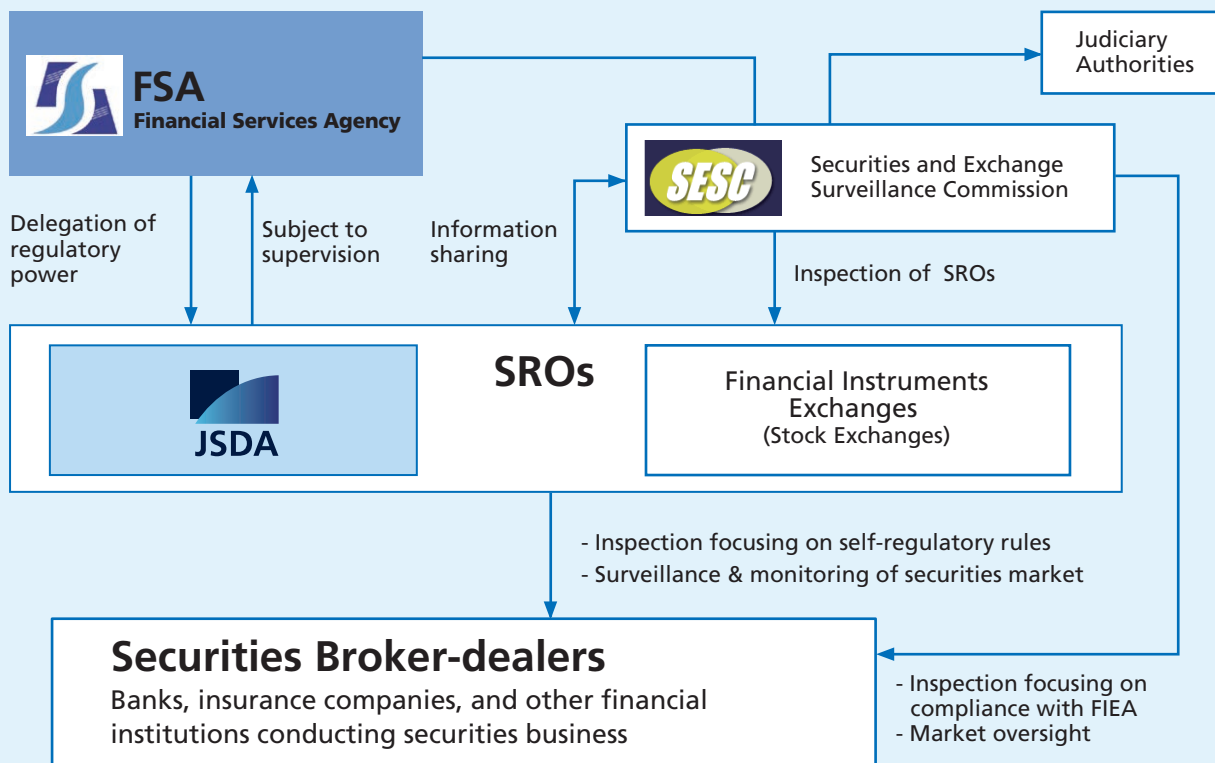 FSA
Financial Services Agency
Judiciary
Authorities
SESC
Securities and Exchange
Surveillance Commission
Delegation of
regulatory
power
Subject to
supervision
Information
sharing
Inspection of SROs
SROs
JSDA
Financial Instruments
Exchanges
(Stock Exchanges)
- Inspection focusing on self-regulatory rules
- Surveillance & monitoring of securities market
Securities Broker-dealers
Banks, insurance companies, and other financial
institutions conducting securities business
- Inspection focusing on
compliance with FIEA
- Market oversight